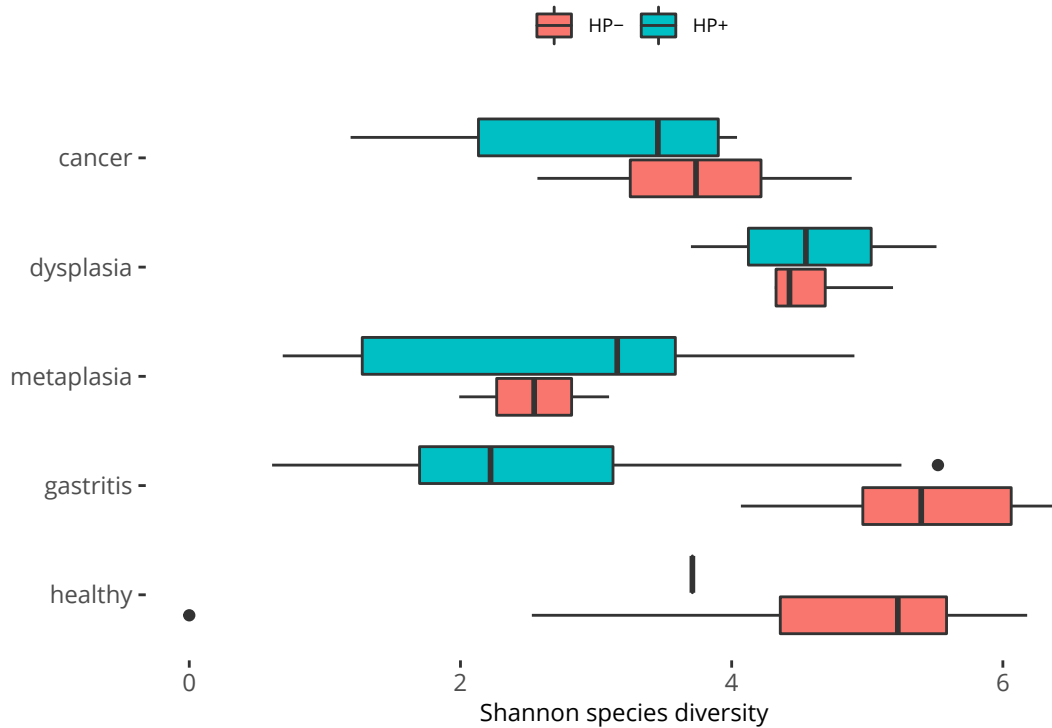 HP− HP+
cancer
dysplasia
metaplasia
gastritis
healthy
0 2 4 6
Shannon species diversity